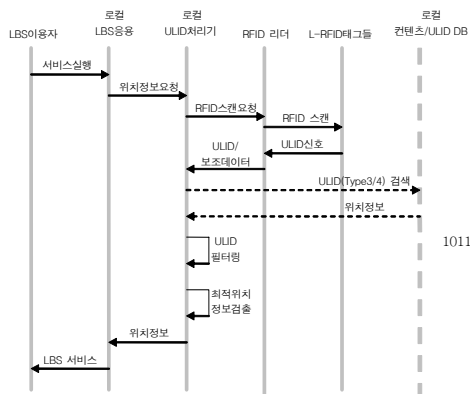 로컬 로컬 로컬
LBS이용자 LBS응용 ULID처리기 RFID 리더 L-RFID태그들 컨텐츠/ULID DB
서비스실행
위치정보요청
RFID스캔요청
RFID 스캔
ULID/ ULID신호
보조데이터
ULID(Type3/4) 검색
위치정보
ULID
필터링
1011
최적위치
정보검출
위치정보
LBS 서비스